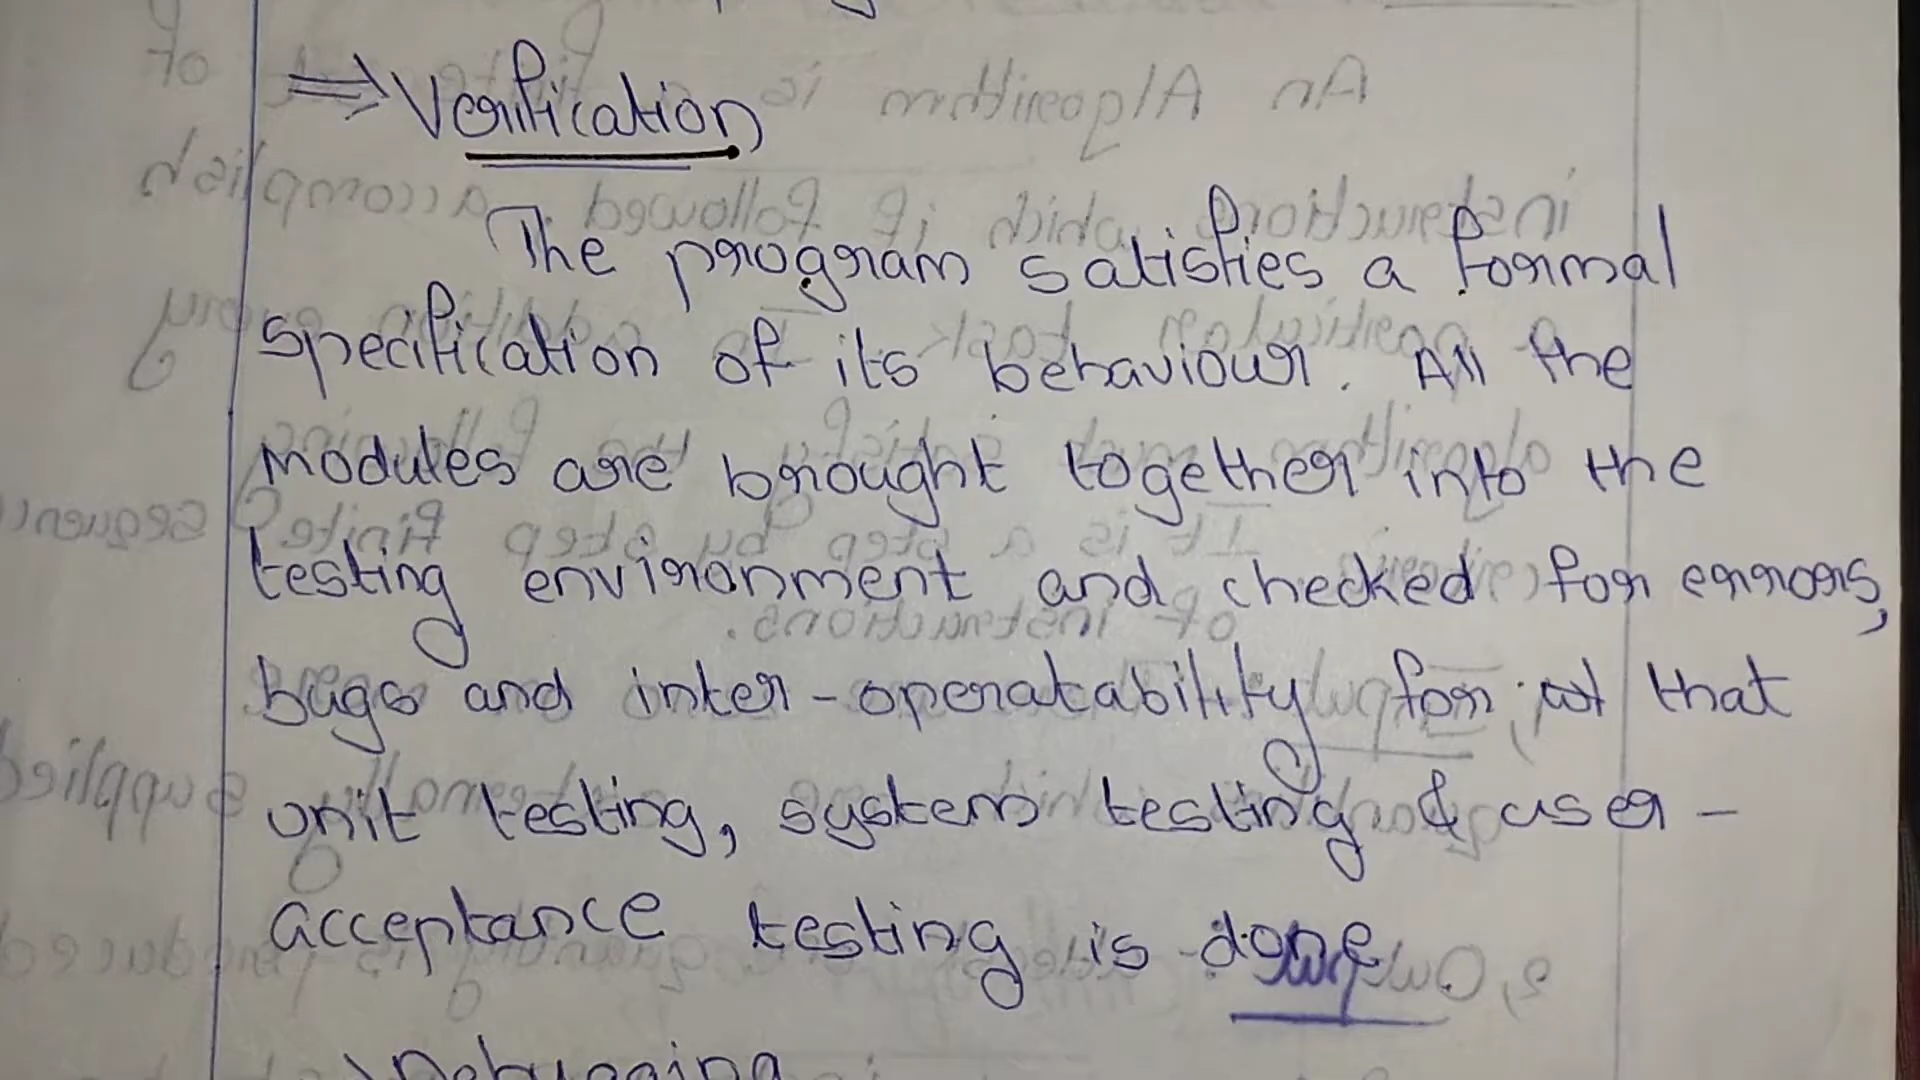 ⇒ Verification
The program satisfies a formal
specification of its behaviour. All the
modules are brought together into the
testing environment and checked for errors,
bugs and inter-operatability for that
unit testing, system testing & user-
acceptance testing is done
Debugging